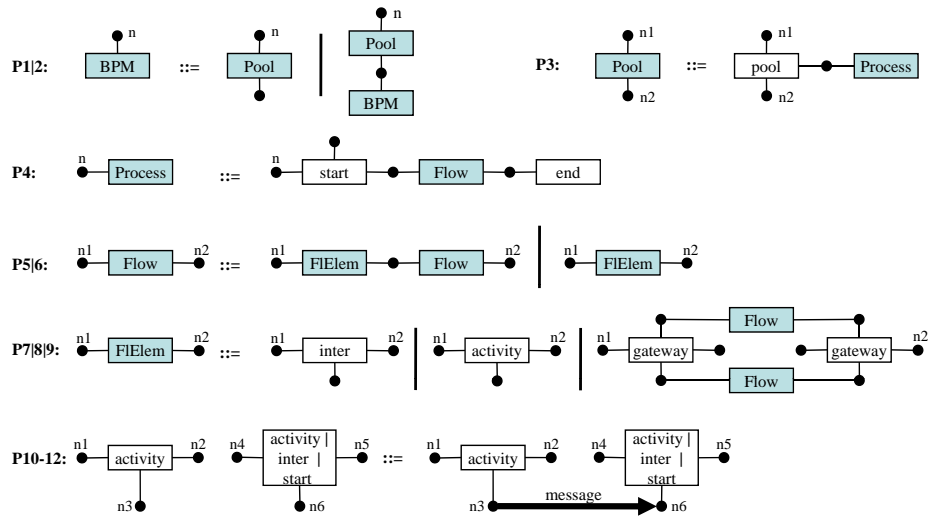 n n n
Pool
P1|2: BPM ::= Pool
BPM
n1 n1
P3: Pool ::= pool Process
n2 n2
n n
P4: Process ::= start Flow end
n1 n2 n1 n2 n1 n2
P5|6: Flow ::= FlElem Flow FlElem
Flow
n1 n2 n1 n2 n1 n2 n1 n2
P7|8|9: FlElem ::= inter activity gateway gateway
Flow
n1 n2 n4 n5 n1 n2 n4 n5
P10-12: activity activity | inter | start ::= activity activity | inter | start
message
n3 n6 n3 n6